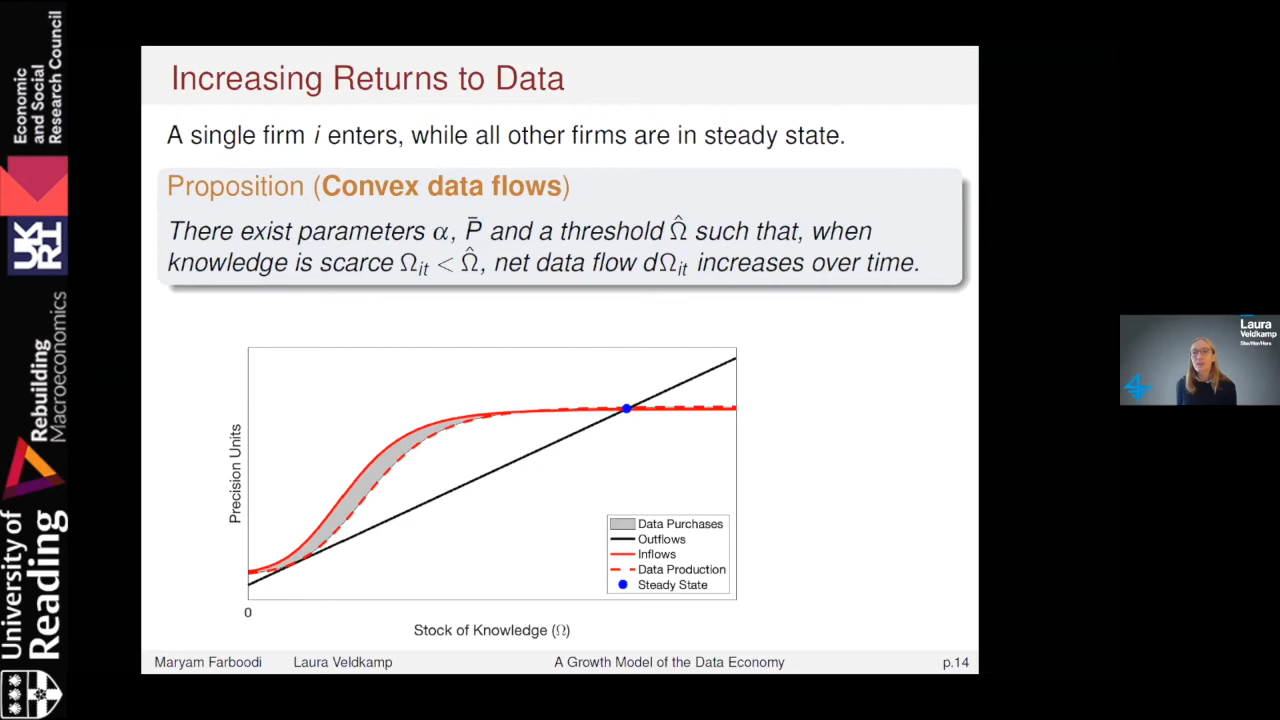 Economic
and Social
Research Council
UKRI
Rebuilding
Macroeconomics
University of
Reading
Increasing Returns to Data
A single firm i enters, while all other firms are in steady state.
Proposition (Convex data flows)
There exist parameters α, P̄ and a threshold Ω̂ such that, when
knowledge is scarce Ωit < Ω̂, net data flow dΩit increases over time.
Precision Units
Data Purchases
Outflows
Inflows
Data Production
Steady State
0
Stock of Knowledge (Ω)
Maryam Farboodi Laura Veldkamp A Growth Model of the Data Economy p.14
Laura
Veldkamp
She/Her/Hers